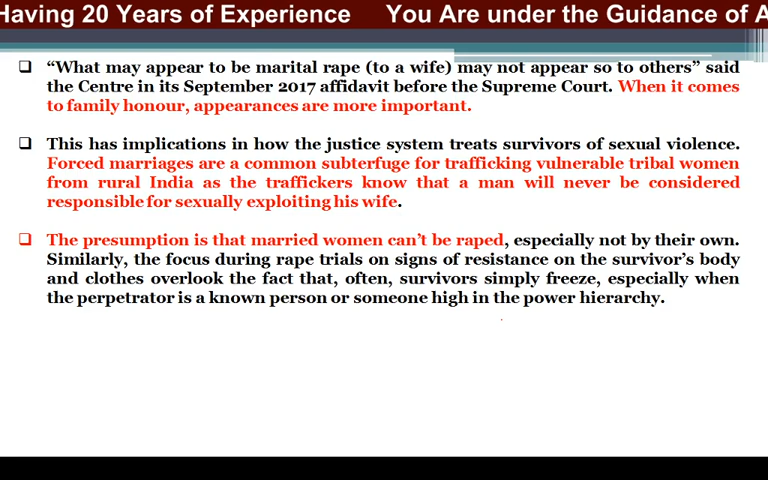 Having 20 Years of Experience You Are under the Guidance of A
“What may appear to be marital rape (to a wife) may not appear so to others” said
the Centre in its September 2017 affidavit before the Supreme Court. When it comes
to family honour, appearances are more important.
This has implications in how the justice system treats survivors of sexual violence.
Forced marriages are a common subterfuge for trafficking vulnerable tribal women
from rural India as the traffickers know that a man will never be considered
responsible for sexually exploiting his wife.
The presumption is that married women can’t be raped, especially not by their own.
Similarly, the focus during rape trials on signs of resistance on the survivor’s body
and clothes overlook the fact that, often, survivors simply freeze, especially when
the perpetrator is a known person or someone high in the power hierarchy.